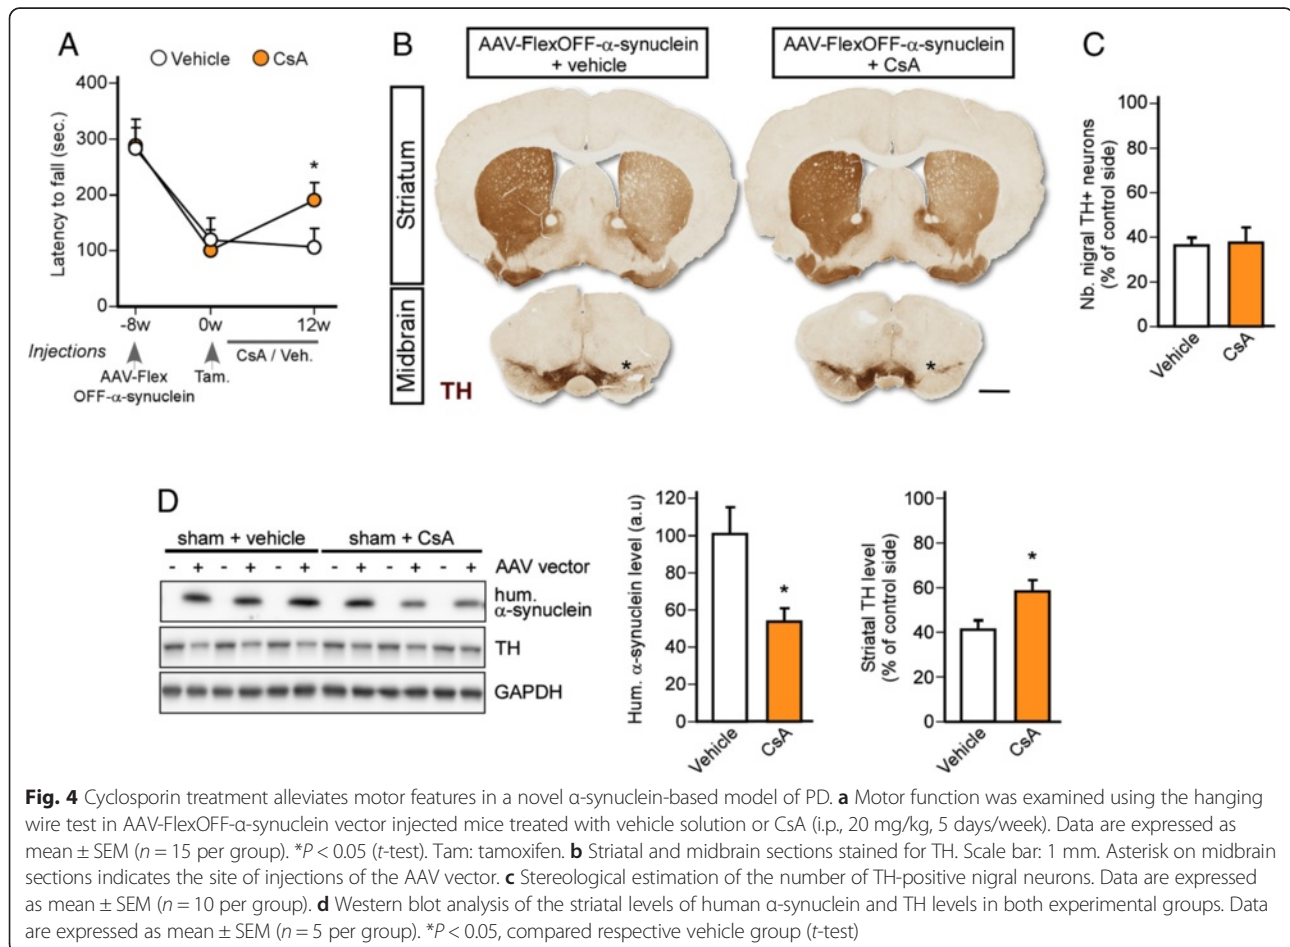 A
Vehicle CsA
Latency to fall (sec.)
400
300
200
100
0
*
-8w 0w 12w
Injections
CsA / Veh.
AAV-Flex
OFF-α-synuclein
Tam.
B
AAV-FlexOFF-α-synuclein
+ vehicle
AAV-FlexOFF-α-synuclein
+ CsA
Striatum
Midbrain
* *
TH
C
Nb. nigral TH+ neurons
(% of control side)
100
80
60
40
20
0
Vehicle CsA
D
sham + vehicle sham + CsA
- + - + - + - + - + - + AAV vector
hum.
α-synuclein
TH
GAPDH
Hum. α-synuclein level (a.u)
120
100
80
60
40
20
0
*
Vehicle CsA
Striatal TH level
(% of control side)
100
80
60
40
20
0
*
Vehicle CsA
Fig. 4 Cyclosporin treatment alleviates motor features in a novel α-synuclein-based model of PD. a Motor function was examined using the hanging
wire test in AAV-FlexOFF-α-synuclein vector injected mice treated with vehicle solution or CsA (i.p., 20 mg/kg, 5 days/week). Data are expressed as
mean ± SEM (n = 15 per group). *P < 0.05 (t-test). Tam: tamoxifen. b Striatal and midbrain sections stained for TH. Scale bar: 1 mm. Asterisk on midbrain
sections indicates the site of injections of the AAV vector. c Stereological estimation of the number of TH-positive nigral neurons. Data are expressed
as mean ± SEM (n = 10 per group). d Western blot analysis of the striatal levels of human α-synuclein and TH levels in both experimental groups. Data
are expressed as mean ± SEM (n = 5 per group). *P < 0.05, compared respective vehicle group (t-test)